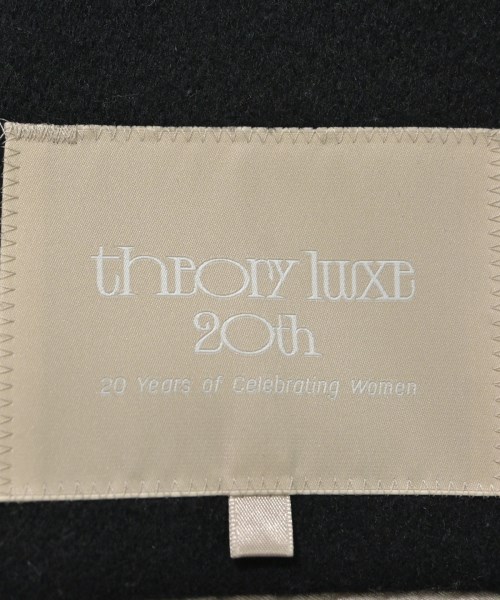 theory luxe
20th
20 Years of Celebrating Women